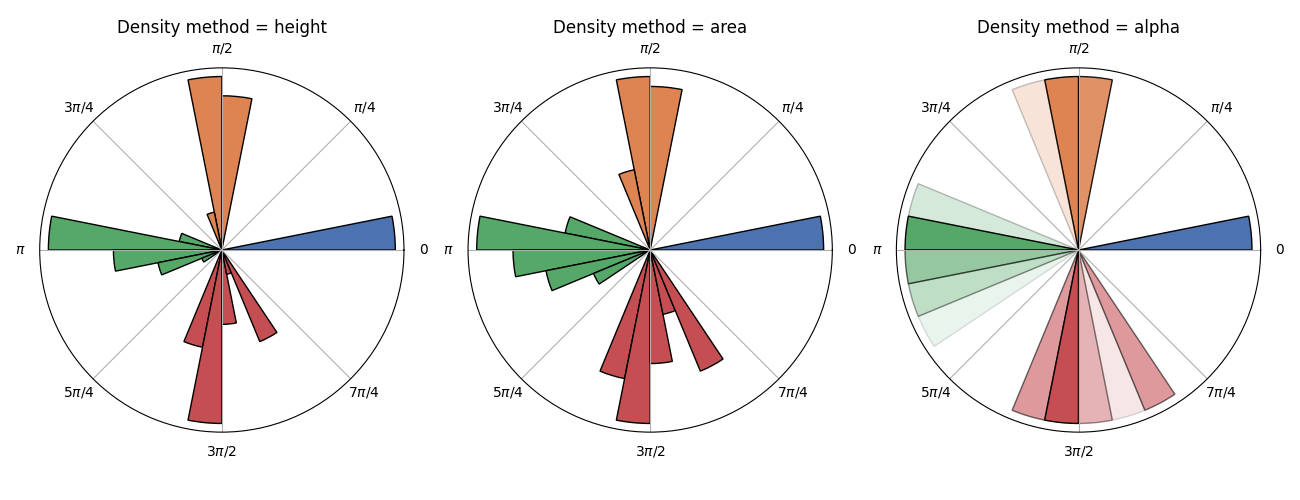 Density method = height
π/2
3π/4
π/4
π
0
5π/4
7π/4
3π/2
Density method = area
π/2
3π/4
π/4
π
0
5π/4
7π/4
3π/2
Density method = alpha
π/2
3π/4
π/4
π
0
5π/4
7π/4
3π/2